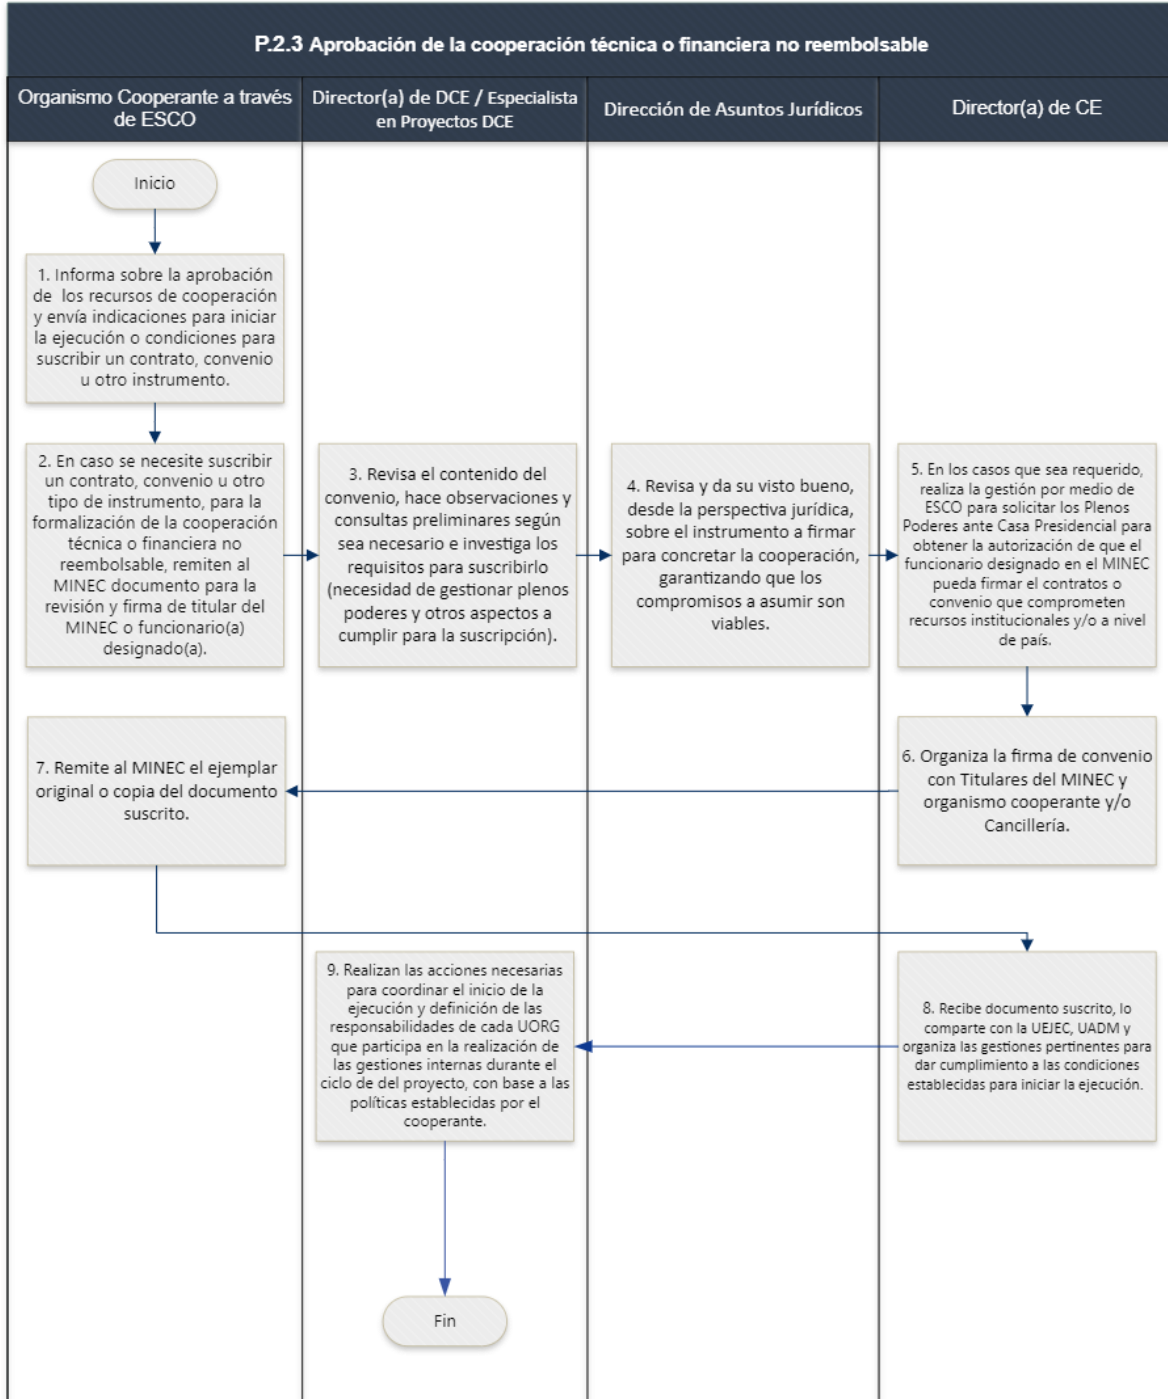 P.2.3 Aprobación de la cooperación técnica o financiera no reembolsable
Organismo Cooperante a través
de ESCO
Director(a) de DCE / Especialista
en Proyectos DCE
Dirección de Asuntos Jurídicos
Director(a) de CE
Inicio
1. Informa sobre la aprobación
de los recursos de cooperación
y envía indicaciones para iniciar
la ejecución o condiciones para
suscribir un contrato, convenio
u otro instrumento.
2. En caso se necesite suscribir
un contrato, convenio u otro
tipo de instrumento, para la
formalización de la cooperación
técnica o financiera no
reembolsable, remiten al
MINEC documento para la
revisión y firma de titular del
MINEC o funcionario(a)
designado(a).
3. Revisa el contenido del
convenio, hace observaciones y
consultas preliminares según
sea necesario e investiga los
requisitos para suscribirlo
(necesidad de gestionar plenos
poderes y otros aspectos a
cumplir para la suscripción).
4. Revisa y da su visto bueno,
desde la perspectiva jurídica,
sobre el instrumento a firmar
para concretar la cooperación,
garantizando que los
compromisos a asumir son
viables.
5. En los casos que sea requerido,
realiza la gestión por medio de
ESCO para solicitar los Plenos
Poderes ante Casa Presidencial para
obtener la autorización de que el
funcionario designado en el MINEC
pueda firmar el contratos o
convenio que comprometen
recursos institucionales y/o a nivel
de país.
6. Organiza la firma de convenio
con Titulares del MINEC y
organismo cooperante y/o
Cancillería.
7. Remite al MINEC el ejemplar
original o copia del documento
suscrito.
8. Recibe documento suscrito, lo
comparte con la UEJEC, UADM y
organiza las gestiones pertinentes para
dar cumplimiento a las condiciones
establecidas para iniciar la ejecución.
9. Realizan las acciones necesarias
para coordinar el inicio de la
ejecución y definición de las
responsabilidades de cada UORG
que participa en la realización de
las gestiones internas durante el
ciclo de del proyecto, con base a las
políticas establecidas por el
cooperante.
Fin